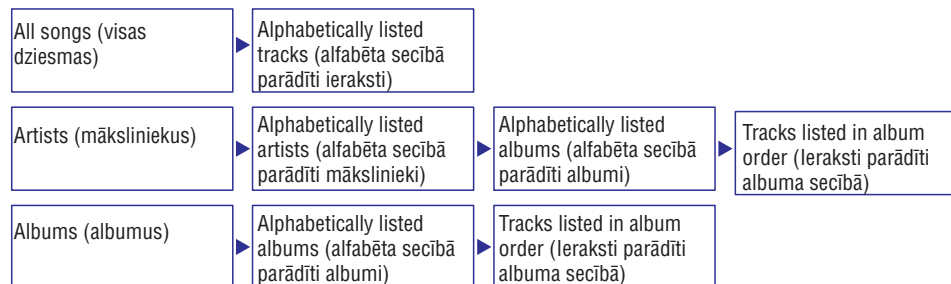 All songs (visas
dziesmas)
Alphabetically listed
tracks (alfabēta secībā
parādīti ieraksti)
Artists (māksliniekus)
Alphabetically listed
artists (alfabēta secībā
parādīti mākslinieki)
Alphabetically listed
albums (alfabēta secībā
parādīti albumi)
Tracks listed in album
order (Ieraksti parādīti
albuma secībā)
Albums (albumus)
Alphabetically listed
albums (alfabēta secībā
parādīti albumi)
Tracks listed in album
order (Ieraksti parādīti
albuma secībā)